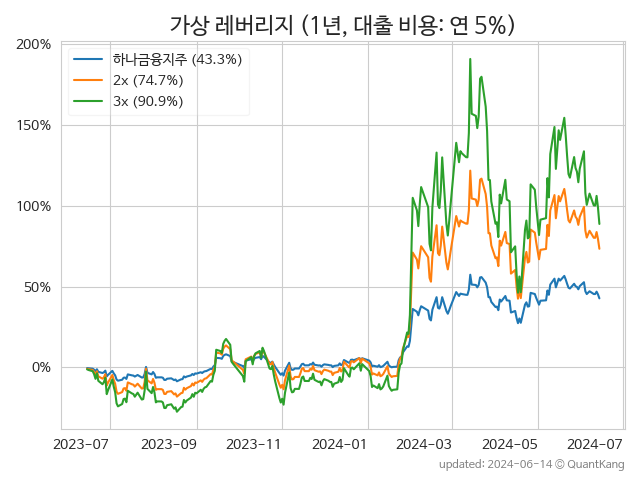 가상 레버리지 (1년, 대출 비용: 연 5%)
200%
150%
100%
50%
0%
하나금융지주 (43.3%)
2x (74.7%)
3x (90.9%)
2023-07
2023-09
2023-11
2024-01
2024-03
2024-05
2024-07
updated: 2024-06-14 © QuantKang